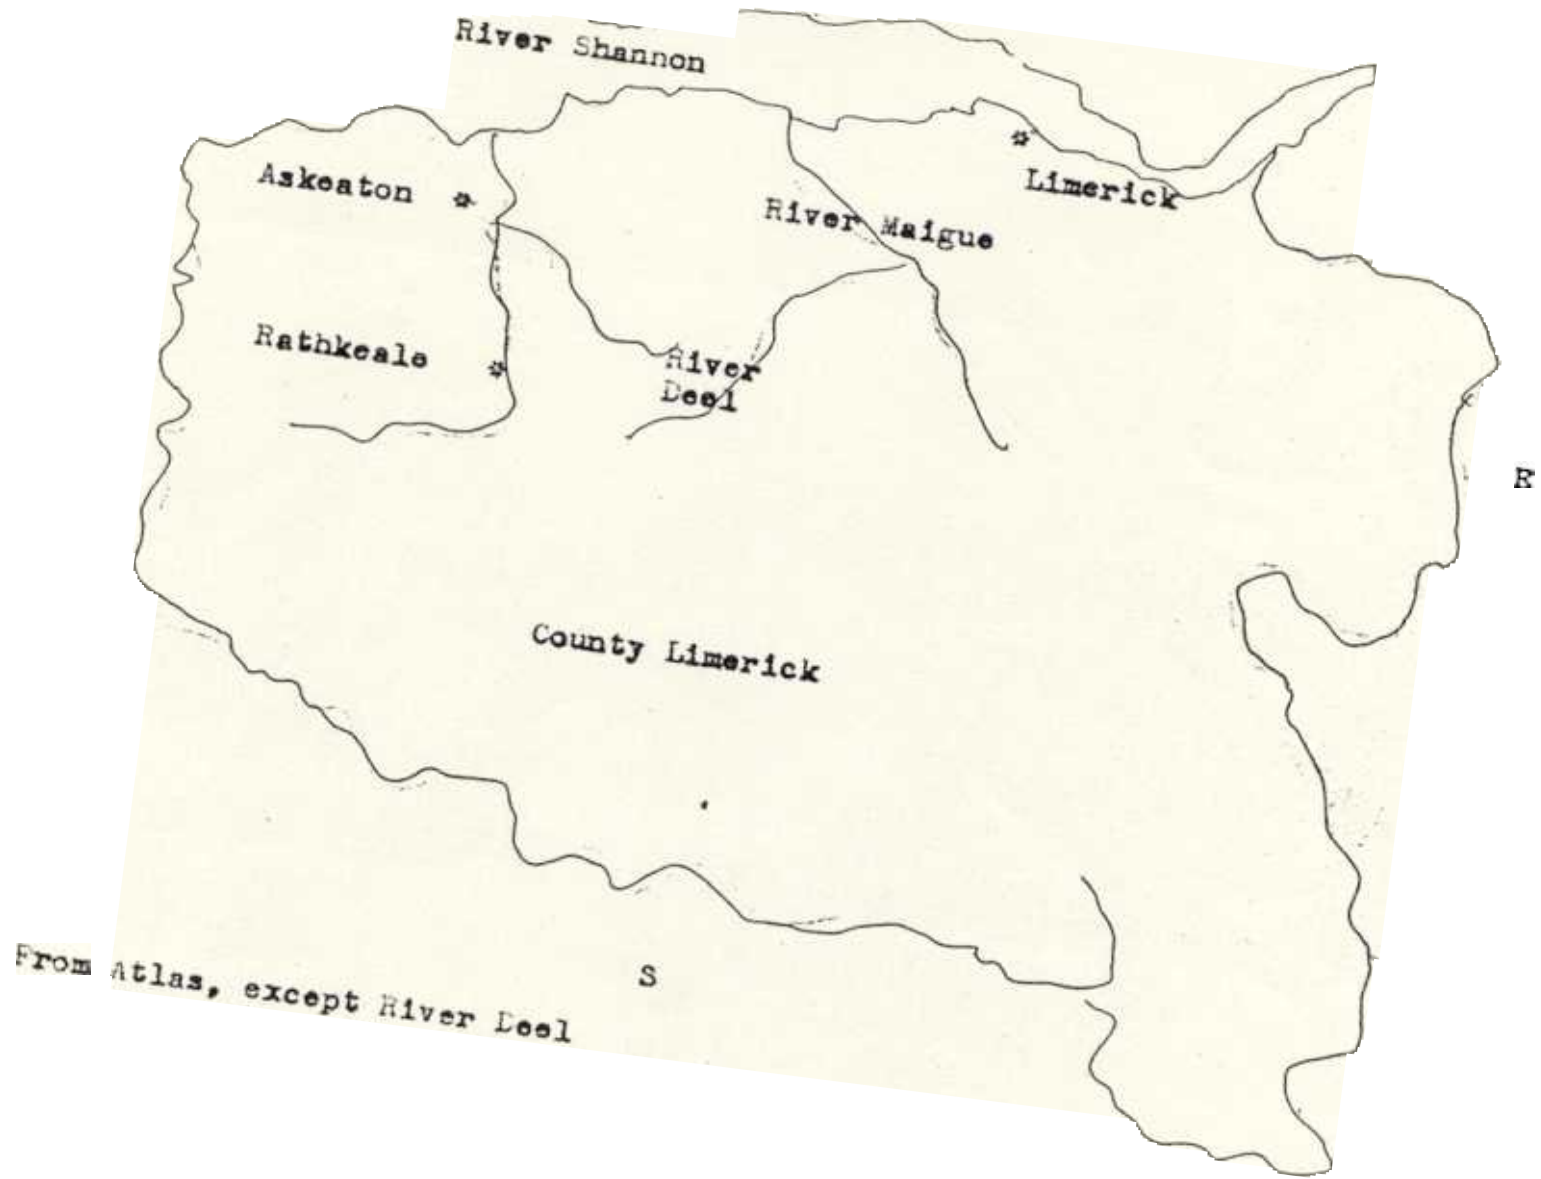 River Shannon
Askeaton
Limerick
River Maigue
Rathkeale
River
Deel
E
County Limerick
S
From Atlas, except River Deel